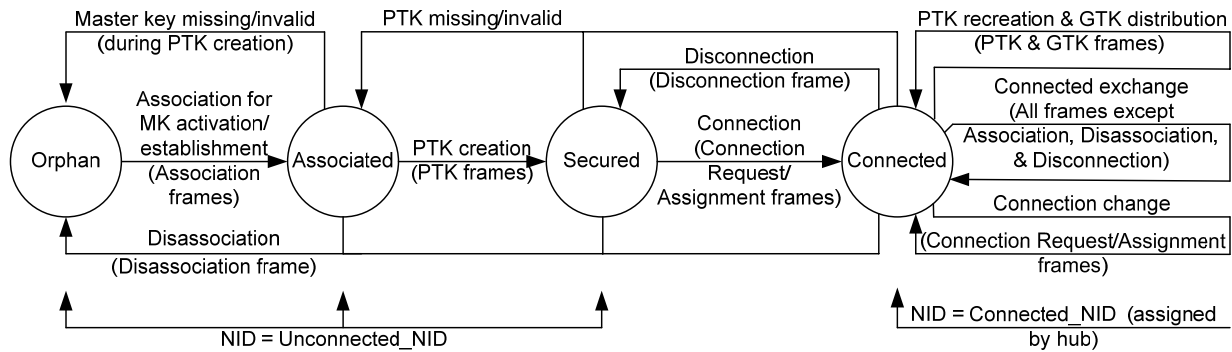 Master key missing/invalid
(during PTK creation)
PTK missing/invalid
PTK recreation & GTK distribution
(PTK & GTK frames)
Disconnection
(Disconnection frame)
Connected exchange
(All frames except
Association, Disassociation,
& Disconnection)
Association for
MK activation/
establishment
(Association
frames)
Orphan
Associated
PTK creation
(PTK frames)
Secured
Connection
(Connection
Request/
Assignment frames)
Connected
Connection change
(Connection Request/Assignment
frames)
Disassociation
(Disassociation frame)
NID = Unconnected_NID
NID = Connected_NID (assigned
by hub)